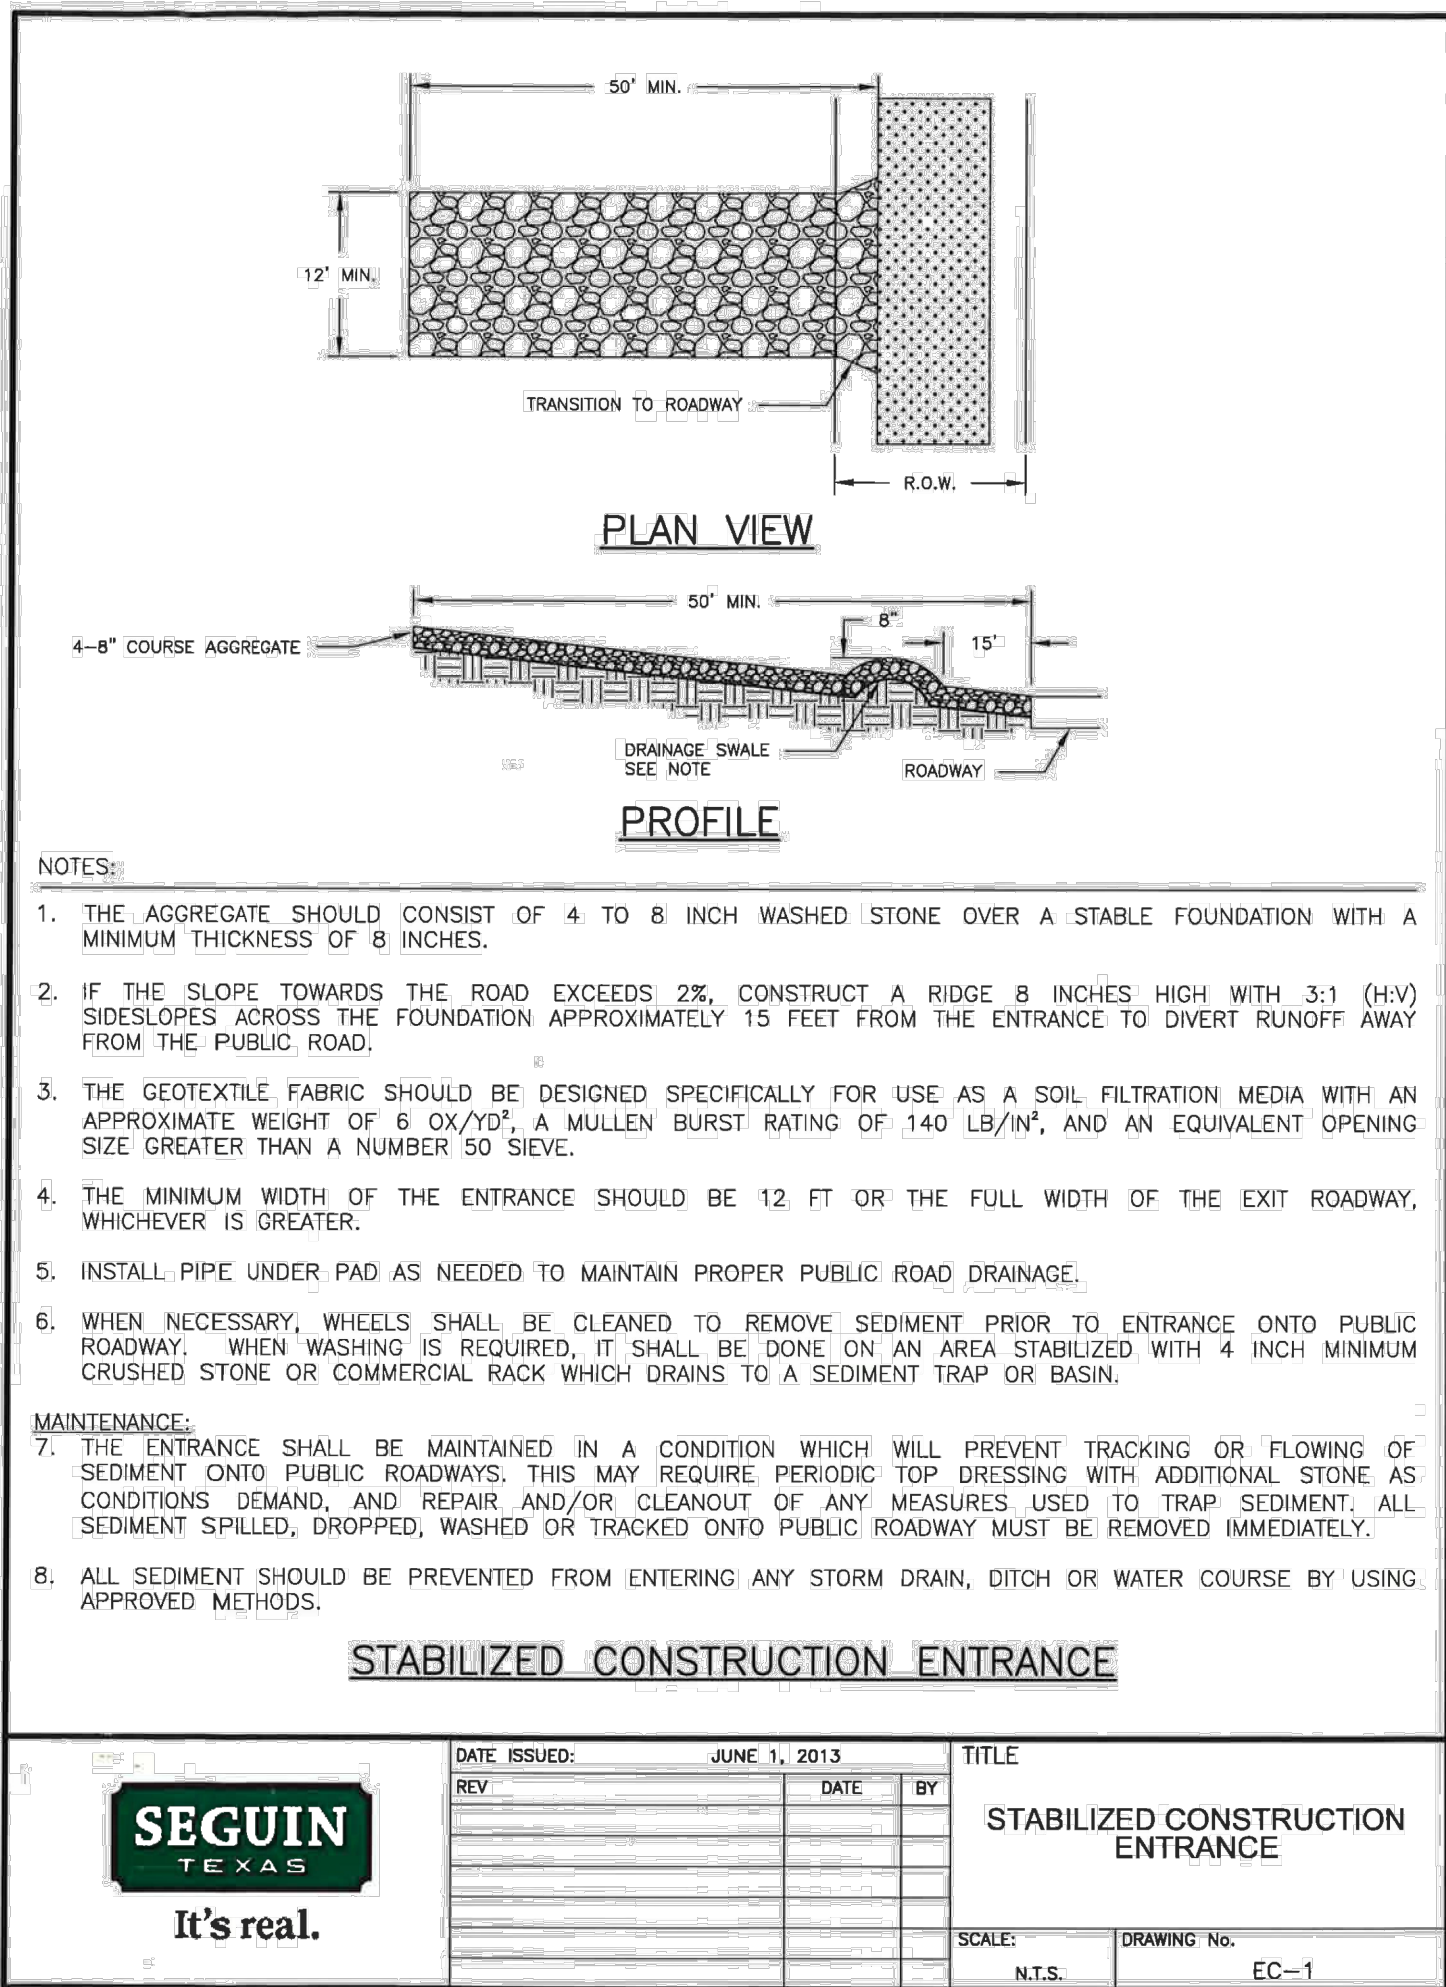 50' MIN.
12' MIN.
TRANSITION TO ROADWAY
R.O.W.
PLAN VIEW
50' MIN.
8"
4-8" COURSE AGGREGATE
15'
DRAINAGE SWALE
SEE NOTE
ROADWAY
PROFILE
NOTES:
1. THE AGGREGATE SHOULD CONSIST OF 4 TO 8 INCH WASHED STONE OVER A STABLE FOUNDATION WITH A
MINIMUM THICKNESS OF 8 INCHES.
2. IF THE SLOPE TOWARDS THE ROAD EXCEEDS 2%, CONSTRUCT A RIDGE 8 INCHES HIGH WITH 3:1 (H:V)
SIDESLOPES ACROSS THE FOUNDATION APPROXIMATELY 15 FEET FROM THE ENTRANCE TO DIVERT RUNOFF AWAY
FROM THE PUBLIC ROAD.
3. THE GEOTEXTILE FABRIC SHOULD BE DESIGNED SPECIFICALLY FOR USE AS A SOIL FILTRATION MEDIA WITH AN
APPROXIMATE WEIGHT OF 6 OX/YD², A MULLEN BURST RATING OF 140 LB/IN², AND AN EQUIVALENT OPENING
SIZE GREATER THAN A NUMBER 50 SIEVE.
4. THE MINIMUM WIDTH OF THE ENTRANCE SHOULD BE 12 FT OR THE FULL WIDTH OF THE EXIT ROADWAY,
WHICHEVER IS GREATER.
5. INSTALL PIPE UNDER PAD AS NEEDED TO MAINTAIN PROPER PUBLIC ROAD DRAINAGE.
6. WHEN NECESSARY, WHEELS SHALL BE CLEANED TO REMOVE SEDIMENT PRIOR TO ENTRANCE ONTO PUBLIC
ROADWAY. WHEN WASHING IS REQUIRED, IT SHALL BE DONE ON AN AREA STABILIZED WITH 4 INCH MINIMUM
CRUSHED STONE OR COMMERCIAL RACK WHICH DRAINS TO A SEDIMENT TRAP OR BASIN.
MAINTENANCE:
7. THE ENTRANCE SHALL BE MAINTAINED IN A CONDITION WHICH WILL PREVENT TRACKING OR FLOWING OF
SEDIMENT ONTO PUBLIC ROADWAYS. THIS MAY REQUIRE PERIODIC TOP DRESSING WITH ADDITIONAL STONE AS
CONDITIONS DEMAND, AND REPAIR AND/OR CLEANOUT OF ANY MEASURES USED TO TRAP SEDIMENT. ALL
SEDIMENT SPILLED, DROPPED, WASHED OR TRACKED ONTO PUBLIC ROADWAY MUST BE REMOVED IMMEDIATELY.
8. ALL SEDIMENT SHOULD BE PREVENTED FROM ENTERING ANY STORM DRAIN, DITCH OR WATER COURSE BY USING
APPROVED METHODS.
STABILIZED CONSTRUCTION ENTRANCE
SEGUIN
TEXAS
It's real.
DATE ISSUED: JUNE 1, 2013
REV DATE BY
TITLE
STABILIZED CONSTRUCTION
ENTRANCE
SCALE:
N.T.S.
DRAWING No.
EC-1